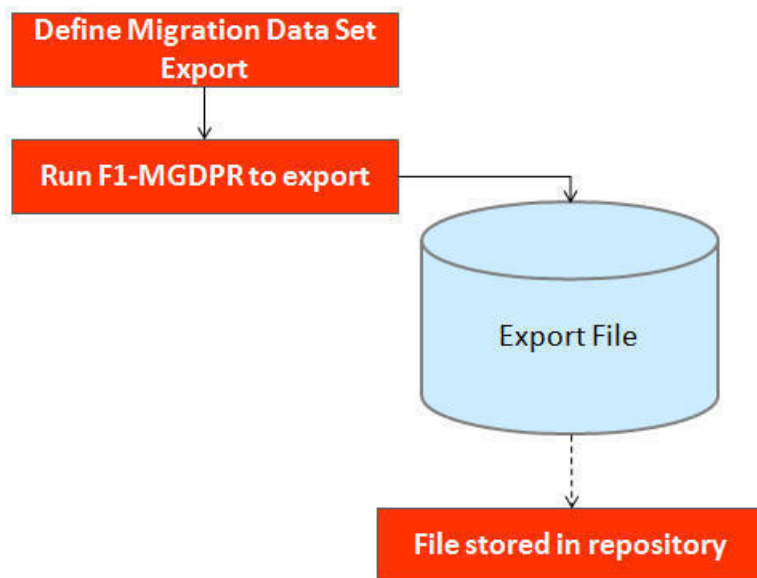 Define Migration Data Set
Export
Run F1-MGDPR to export
Export File
File stored in repository